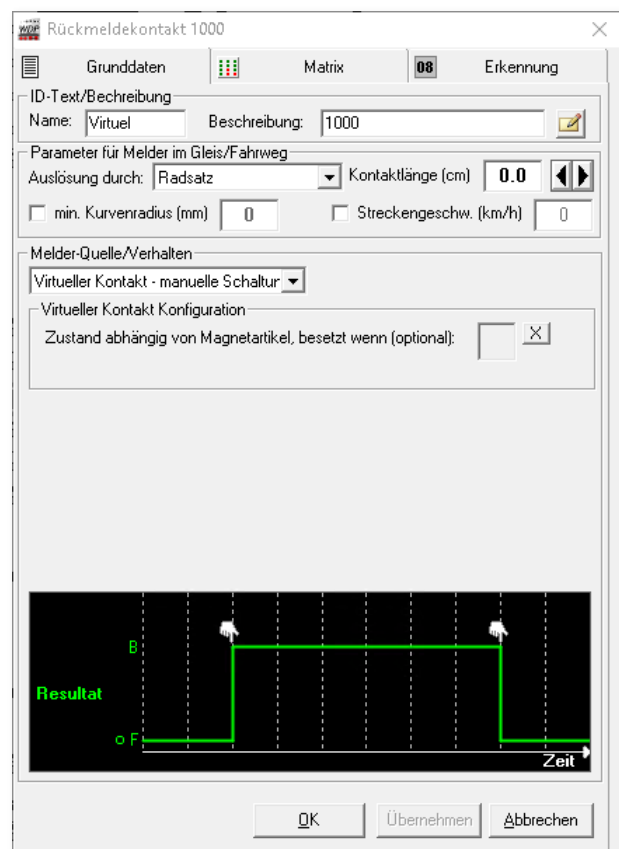 WDP Rückmeldekontakt 1000
Grunddaten Matrix 08 Erkennung
ID-Text/Bechreibung
Name: Virtuel Beschreibung: 1000
Parameter für Melder im Gleis/Fahrweg
Auslösung durch: Radsatz Kontaktlänge (cm) 0.0
min. Kurvenradius (mm) 0 Streckengeschw. (km/h) 0
Melder-Quelle/Verhalten
Virtueller Kontakt - manuelle Schaltur
Virtueller Kontakt Konfiguration
Zustand abhängig von Magnetartikel, besetzt wenn (optional): X
B
Resultat
o F
Zeit
OK Übernehmen Abbrechen